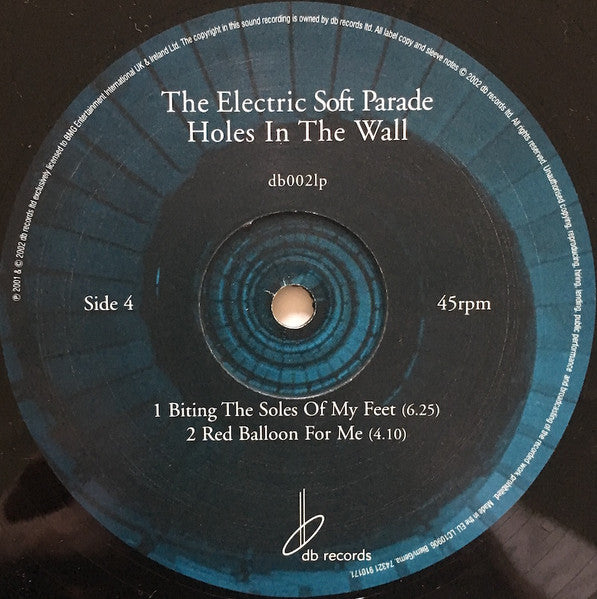 The Electric Soft Parade
Holes In The Wall
db002lp
Side 4
45rpm
1 Biting The Soles Of My Feet (6.25)
2 Red Balloon For Me (4.10)
db records
℗ 2001 & © 2002 db records ltd exclusively licensed to BMG Entertainment International UK & Ireland Ltd. The copyright in this sound recording is owned by db records ltd. All label copy and sleeve notes © 2002 db records ltd. All rights reserved. Unauthorised copying, reproducing, hiring, lending, public performance and broadcasting of the recorded work prohibited. Made in the EU. LC10906 Biem/Gema. 74321 910171.